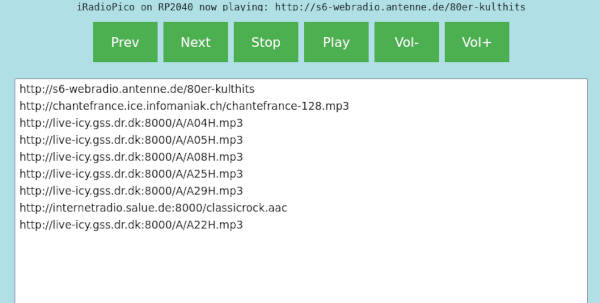 iRadioPico on RP2040 now playing: http://s6-webradio.antenne.de/80er-kulthits
Prev Next Stop Play Vol- Vol+
http://s6-webradio.antenne.de/80er-kulthits
http://chantefrance.ice.infomaniak.ch/chantefrance-128.mp3
http://live-icy.gss.dr.dk:8000/A/A04H.mp3
http://live-icy.gss.dr.dk:8000/A/A05H.mp3
http://live-icy.gss.dr.dk:8000/A/A08H.mp3
http://live-icy.gss.dr.dk:8000/A/A25H.mp3
http://live-icy.gss.dr.dk:8000/A/A29H.mp3
http://internetradio.salue.de:8000/classicrock.aac
http://live-icy.gss.dr.dk:8000/A/A22H.mp3